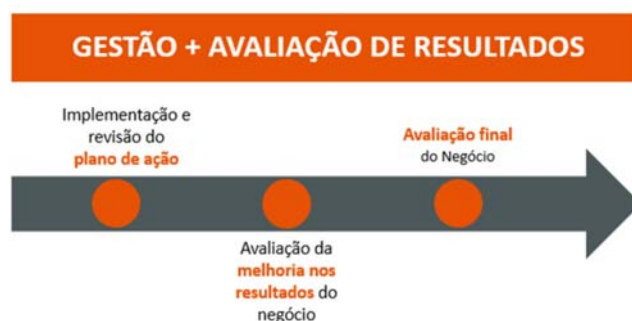 GESTÃO + AVALIAÇÃO DE RESULTADOS
Implementação e
revisão do
plano de ação
Avaliação da
melhoria nos
resultados do
negócio
Avaliação final
do Negócio